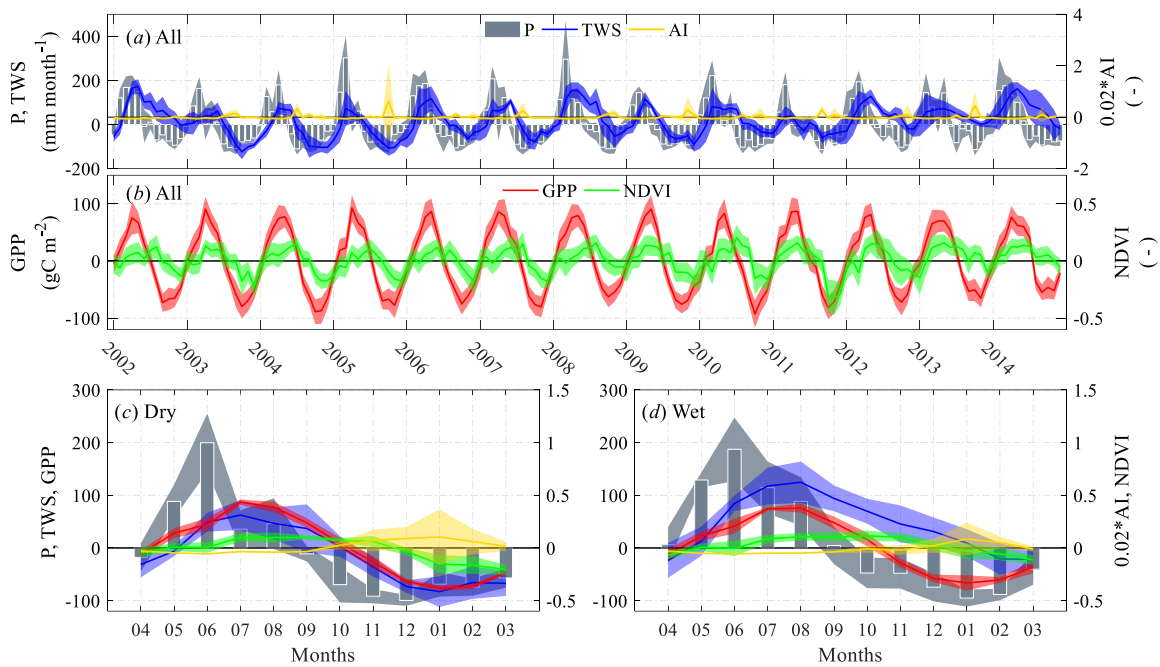 (a) All
P TWS AI
400
200
0
-200
P, TWS
(mm month⁻¹)
4
2
0
-2
0.02*AI
( - )
(b) All
GPP NDVI
100
0
-100
GPP
(gC m⁻²)
0.5
0
-0.5
NDVI
( - )
2002 2003 2004 2005 2006 2007 2008 2009 2010 2011 2012 2013 2014
(c) Dry
300
200
100
0
-100
P, TWS, GPP
1.5
1
0.5
0
-0.5
04 05 06 07 08 09 10 11 12 01 02 03
Months
(d) Wet
300
200
100
0
-100
1.5
1
0.5
0
-0.5
0.02*AI, NDVI
04 05 06 07 08 09 10 11 12 01 02 03
Months